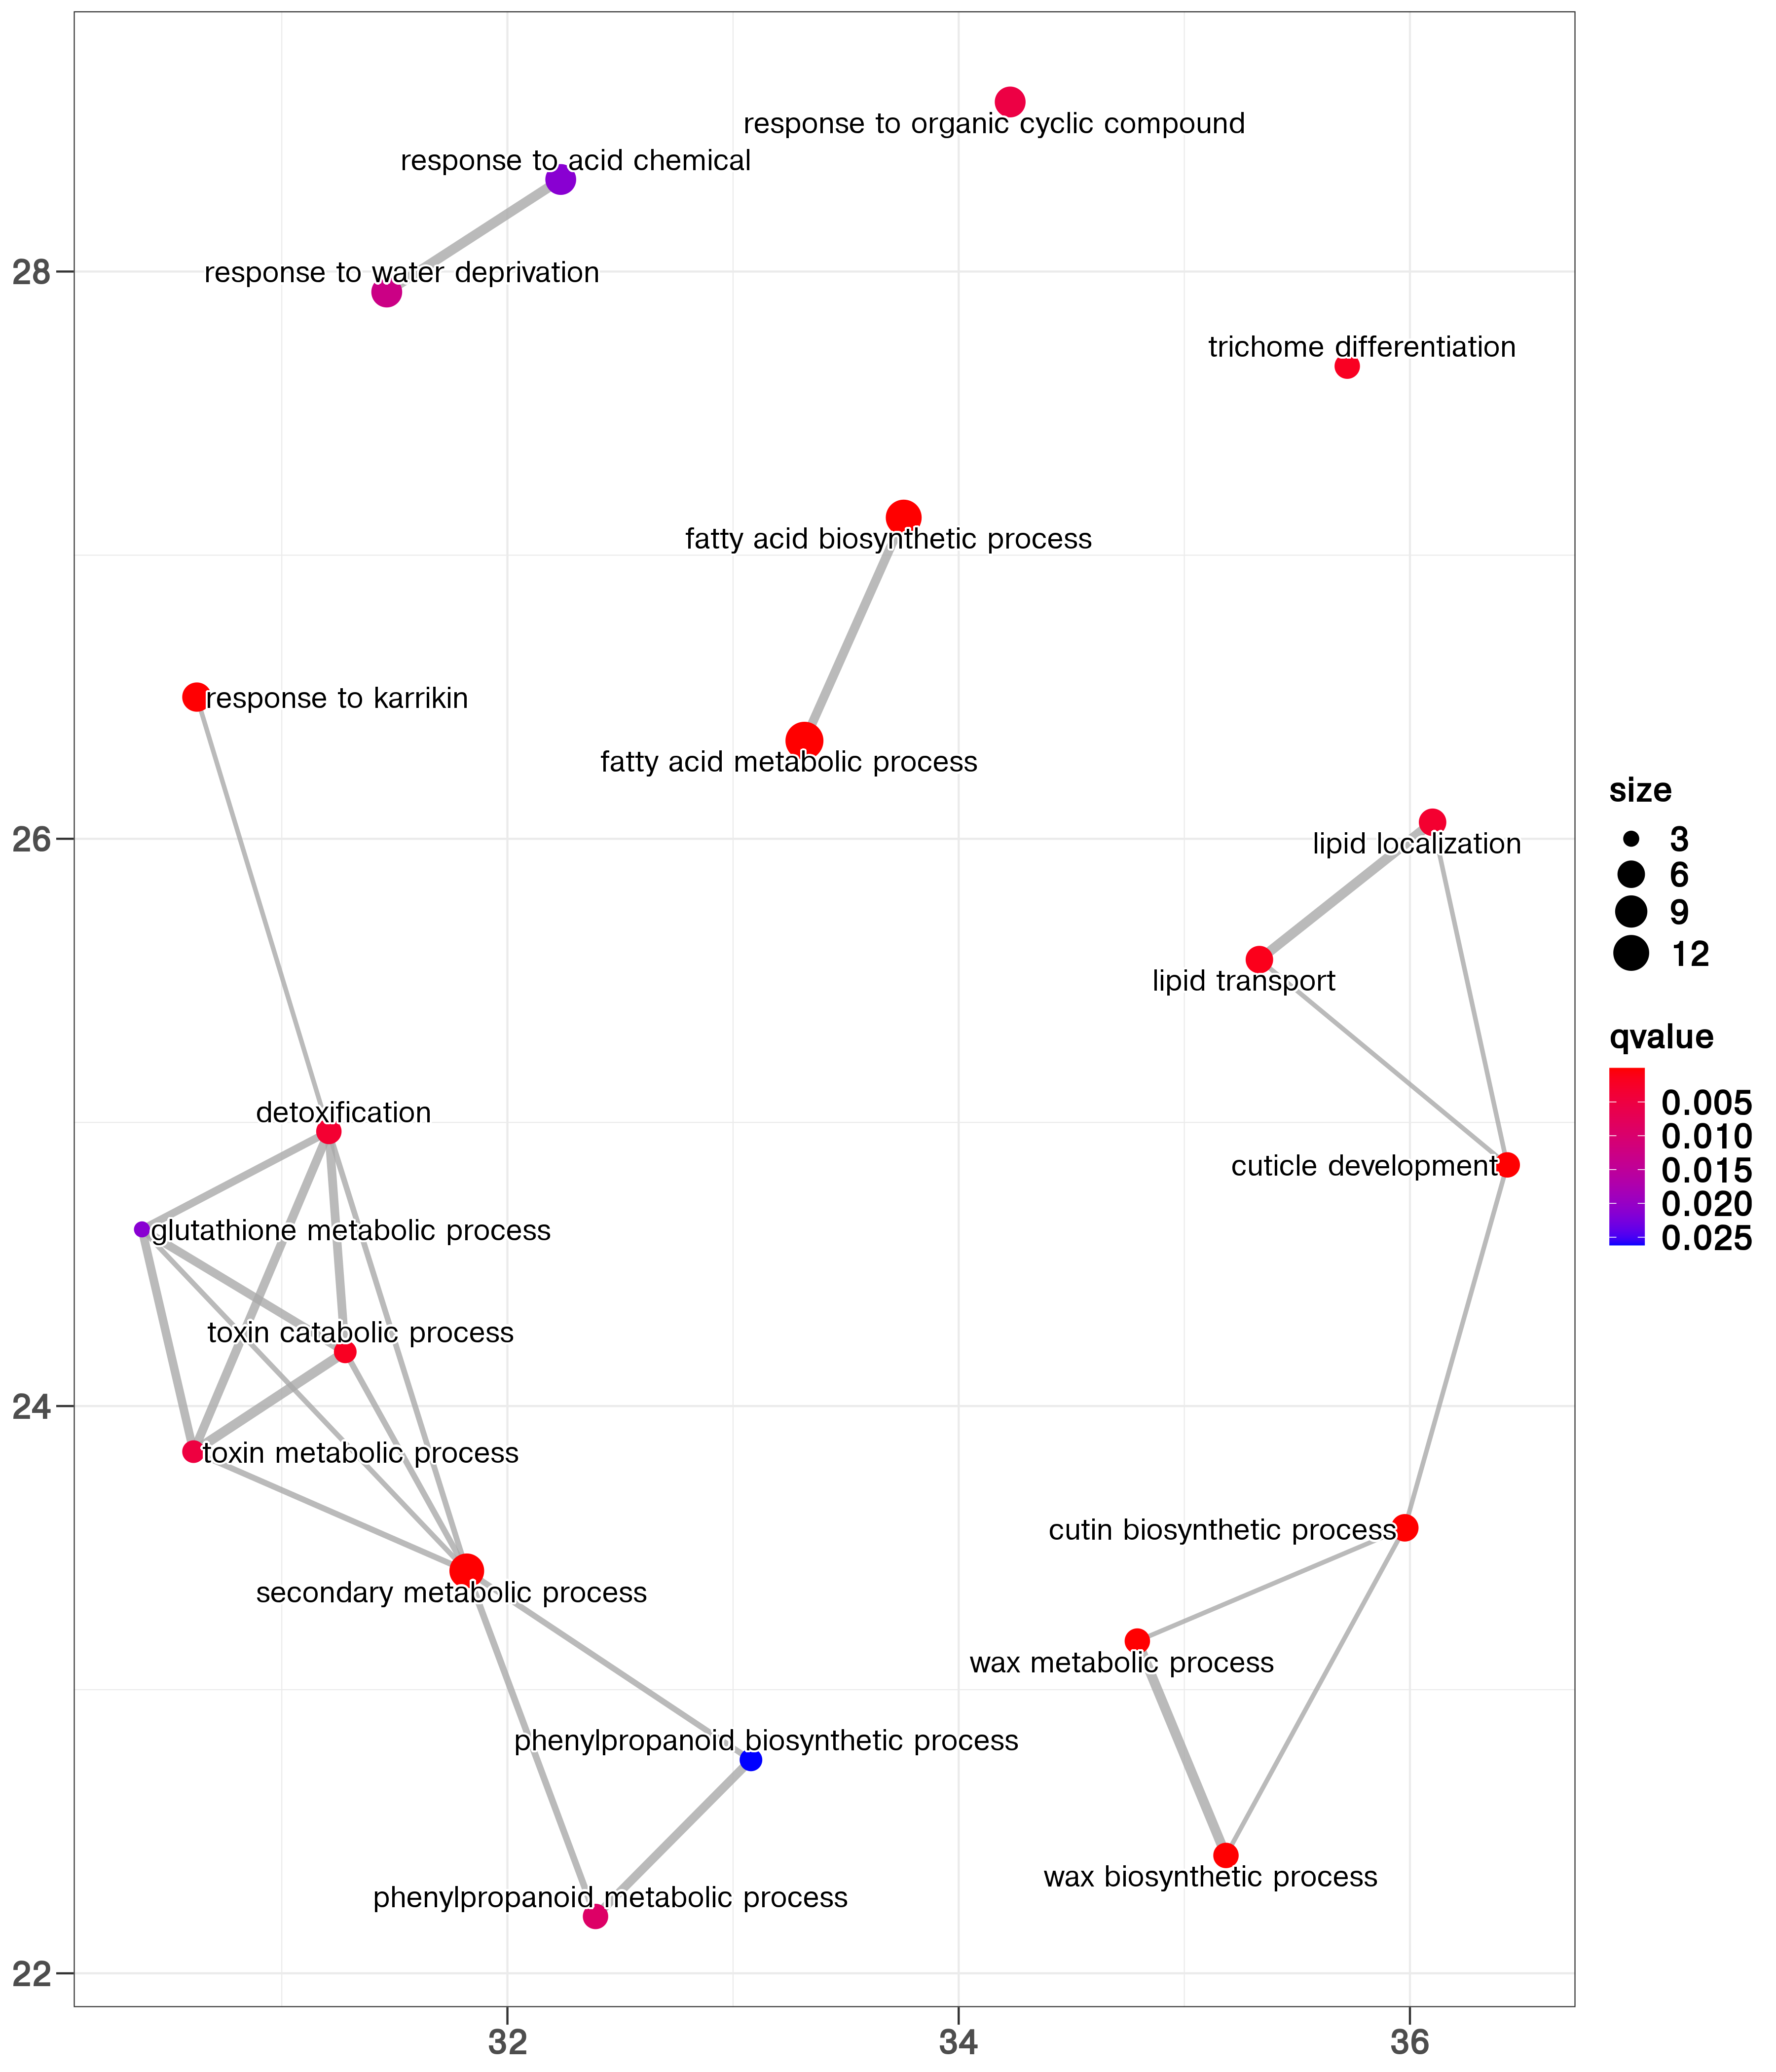 response to organic cyclic compound
response to acid chemical
28
response to water deprivation
trichome differentiation
fatty acid biosynthetic process
response to karrikin
fatty acid metabolic process
size
3
6
9
12
26
lipid localization
lipid transport
qvalue
0.005
0.010
0.015
0.020
0.025
detoxification
cuticle development
glutathione metabolic process
toxin catabolic process
24
toxin metabolic process
cutin biosynthetic process
secondary metabolic process
wax metabolic process
phenylpropanoid biosynthetic process
wax biosynthetic process
phenylpropanoid metabolic process
22
32
34
36